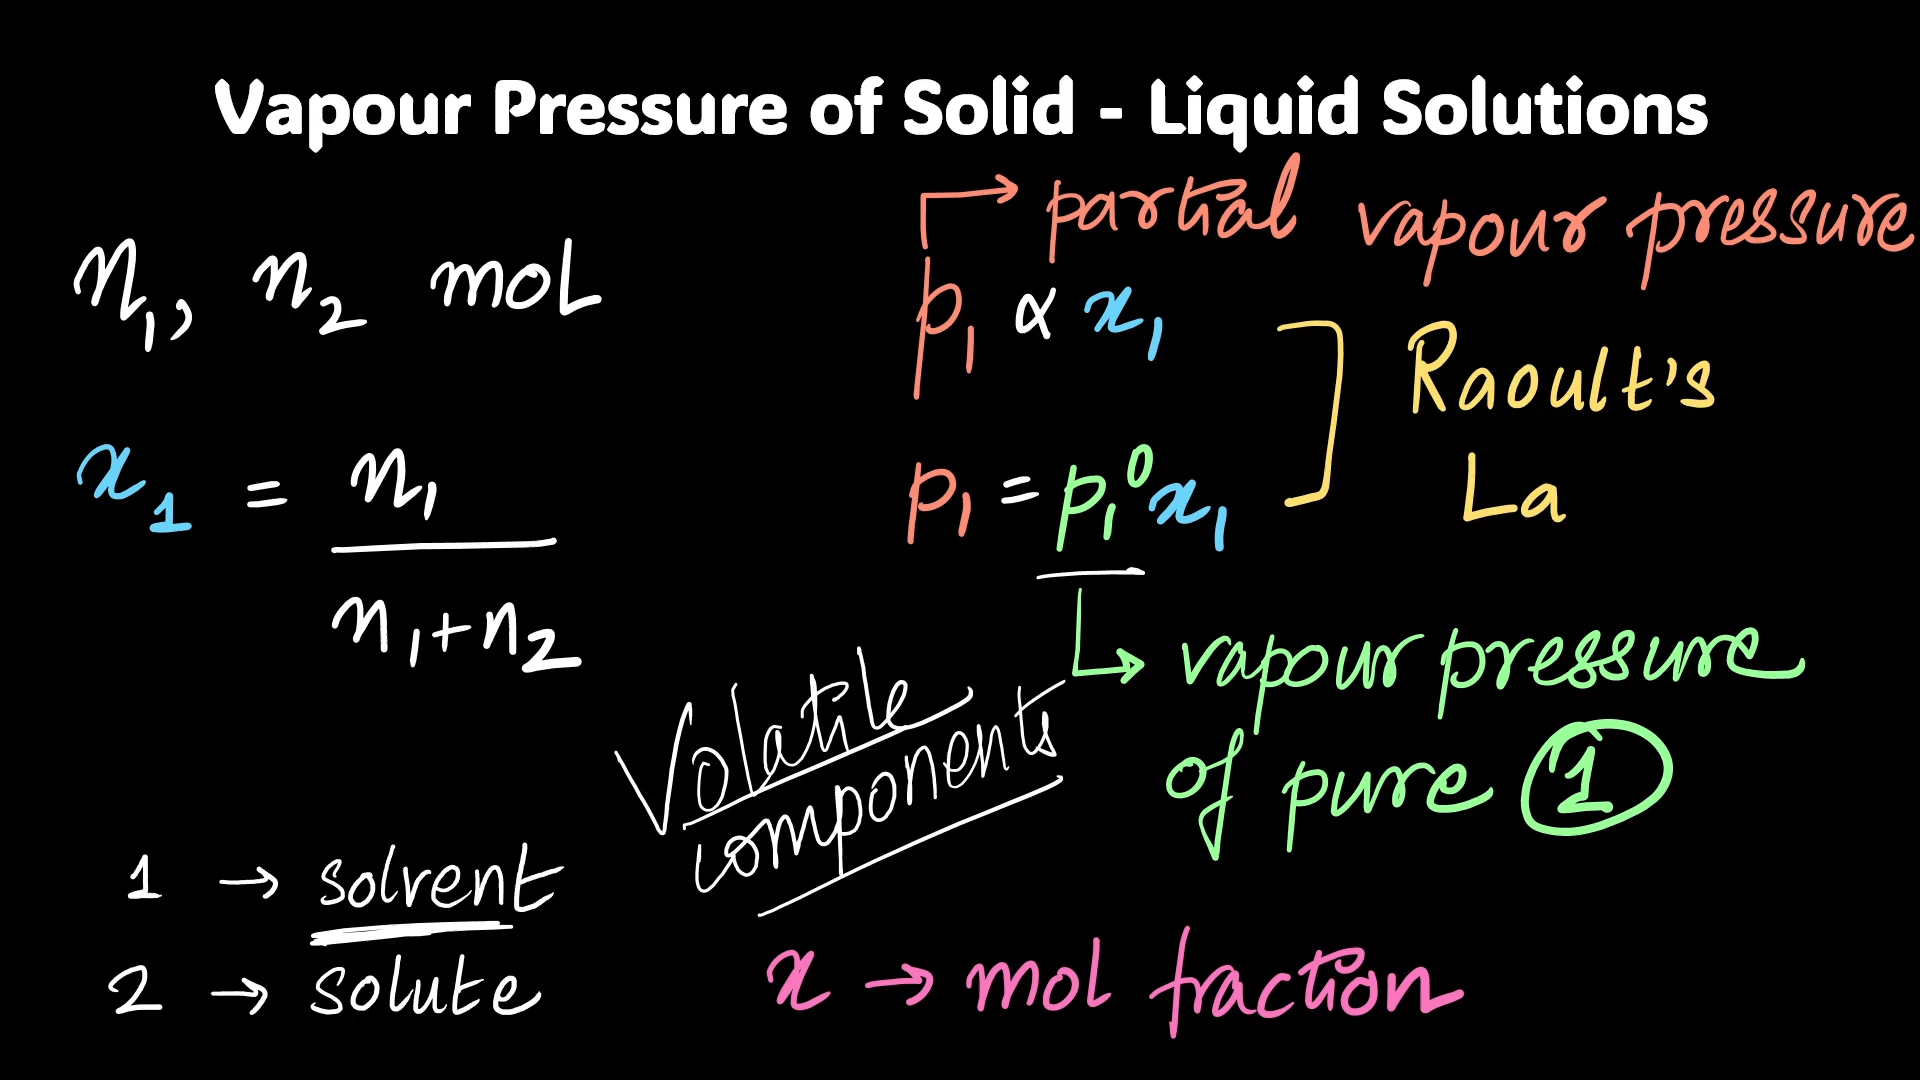 Vapour Pressure of Solid - Liquid Solutions
n₁, n₂ mol
x₁ = n₁
n₁+n₂
partial vapour pressure
p₁ ∝ x₁
p₁ = p₁⁰x₁
Raoult's
La
vapour pressure
of pure 1
Volatile
components
1 → solvent
2 → solute
x → mol fraction